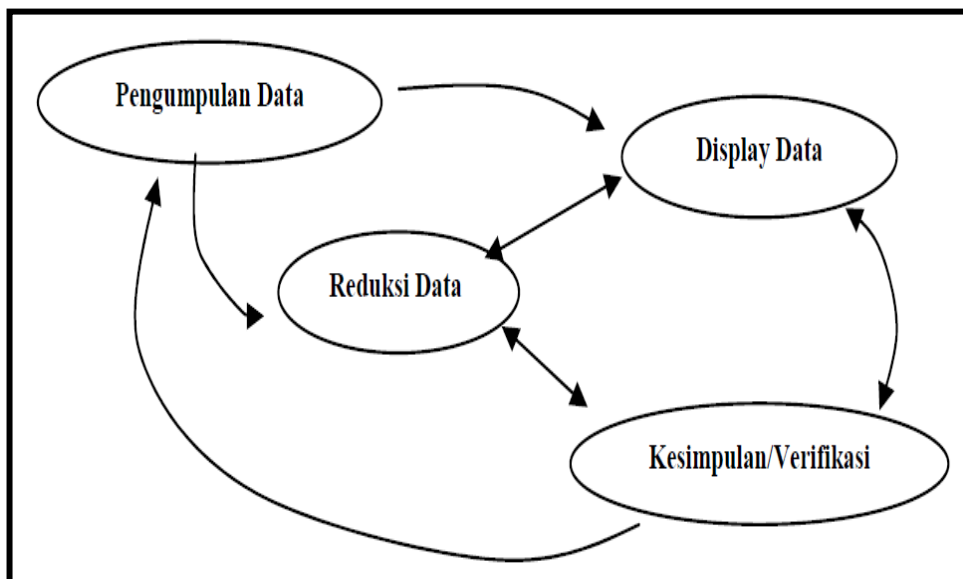 Pengumpulan Data
Display Data
Reduksi Data
Kesimpulan/Verifikasi